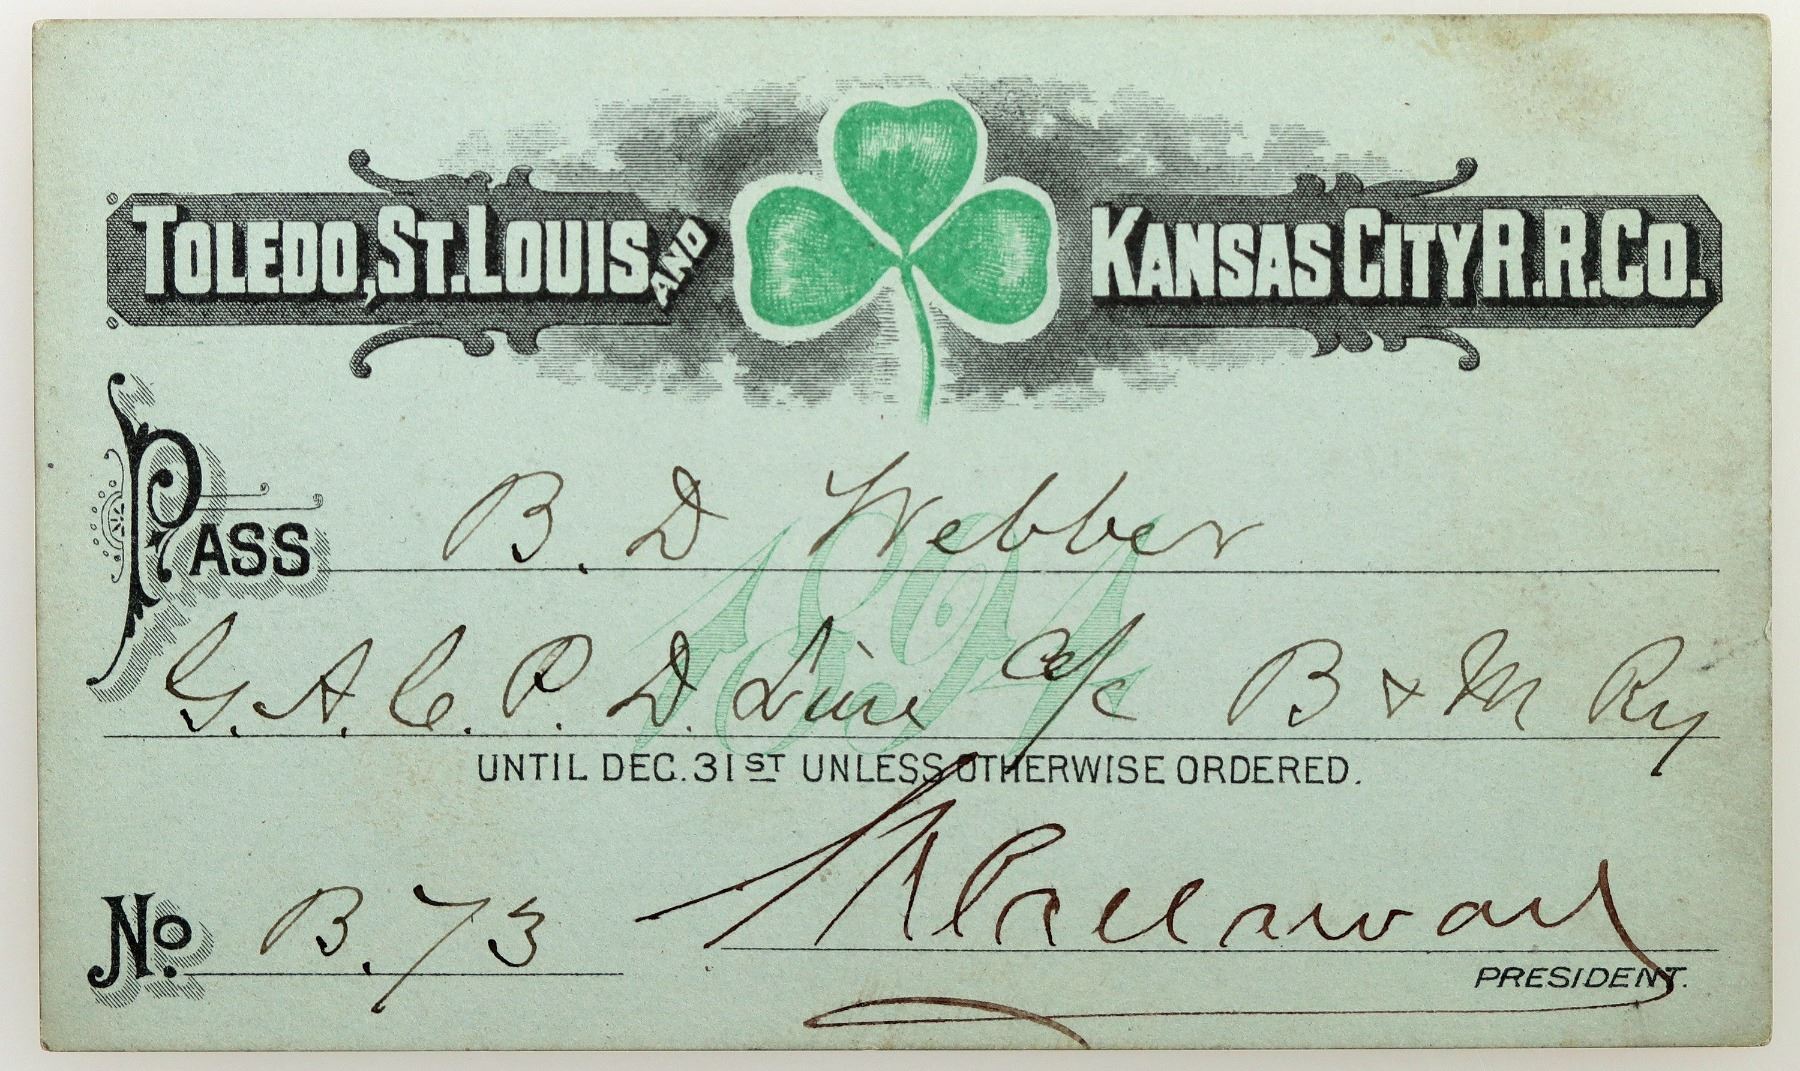 TOLEDO, ST. LOUIS AND KANSAS CITY R.R. CO.
PASS B. D Webber
1894
G. A. C. P. D. Line a/c B & M Ry
UNTIL DEC. 31ST UNLESS OTHERWISE ORDERED.
No. B. 73
PRESIDENT.